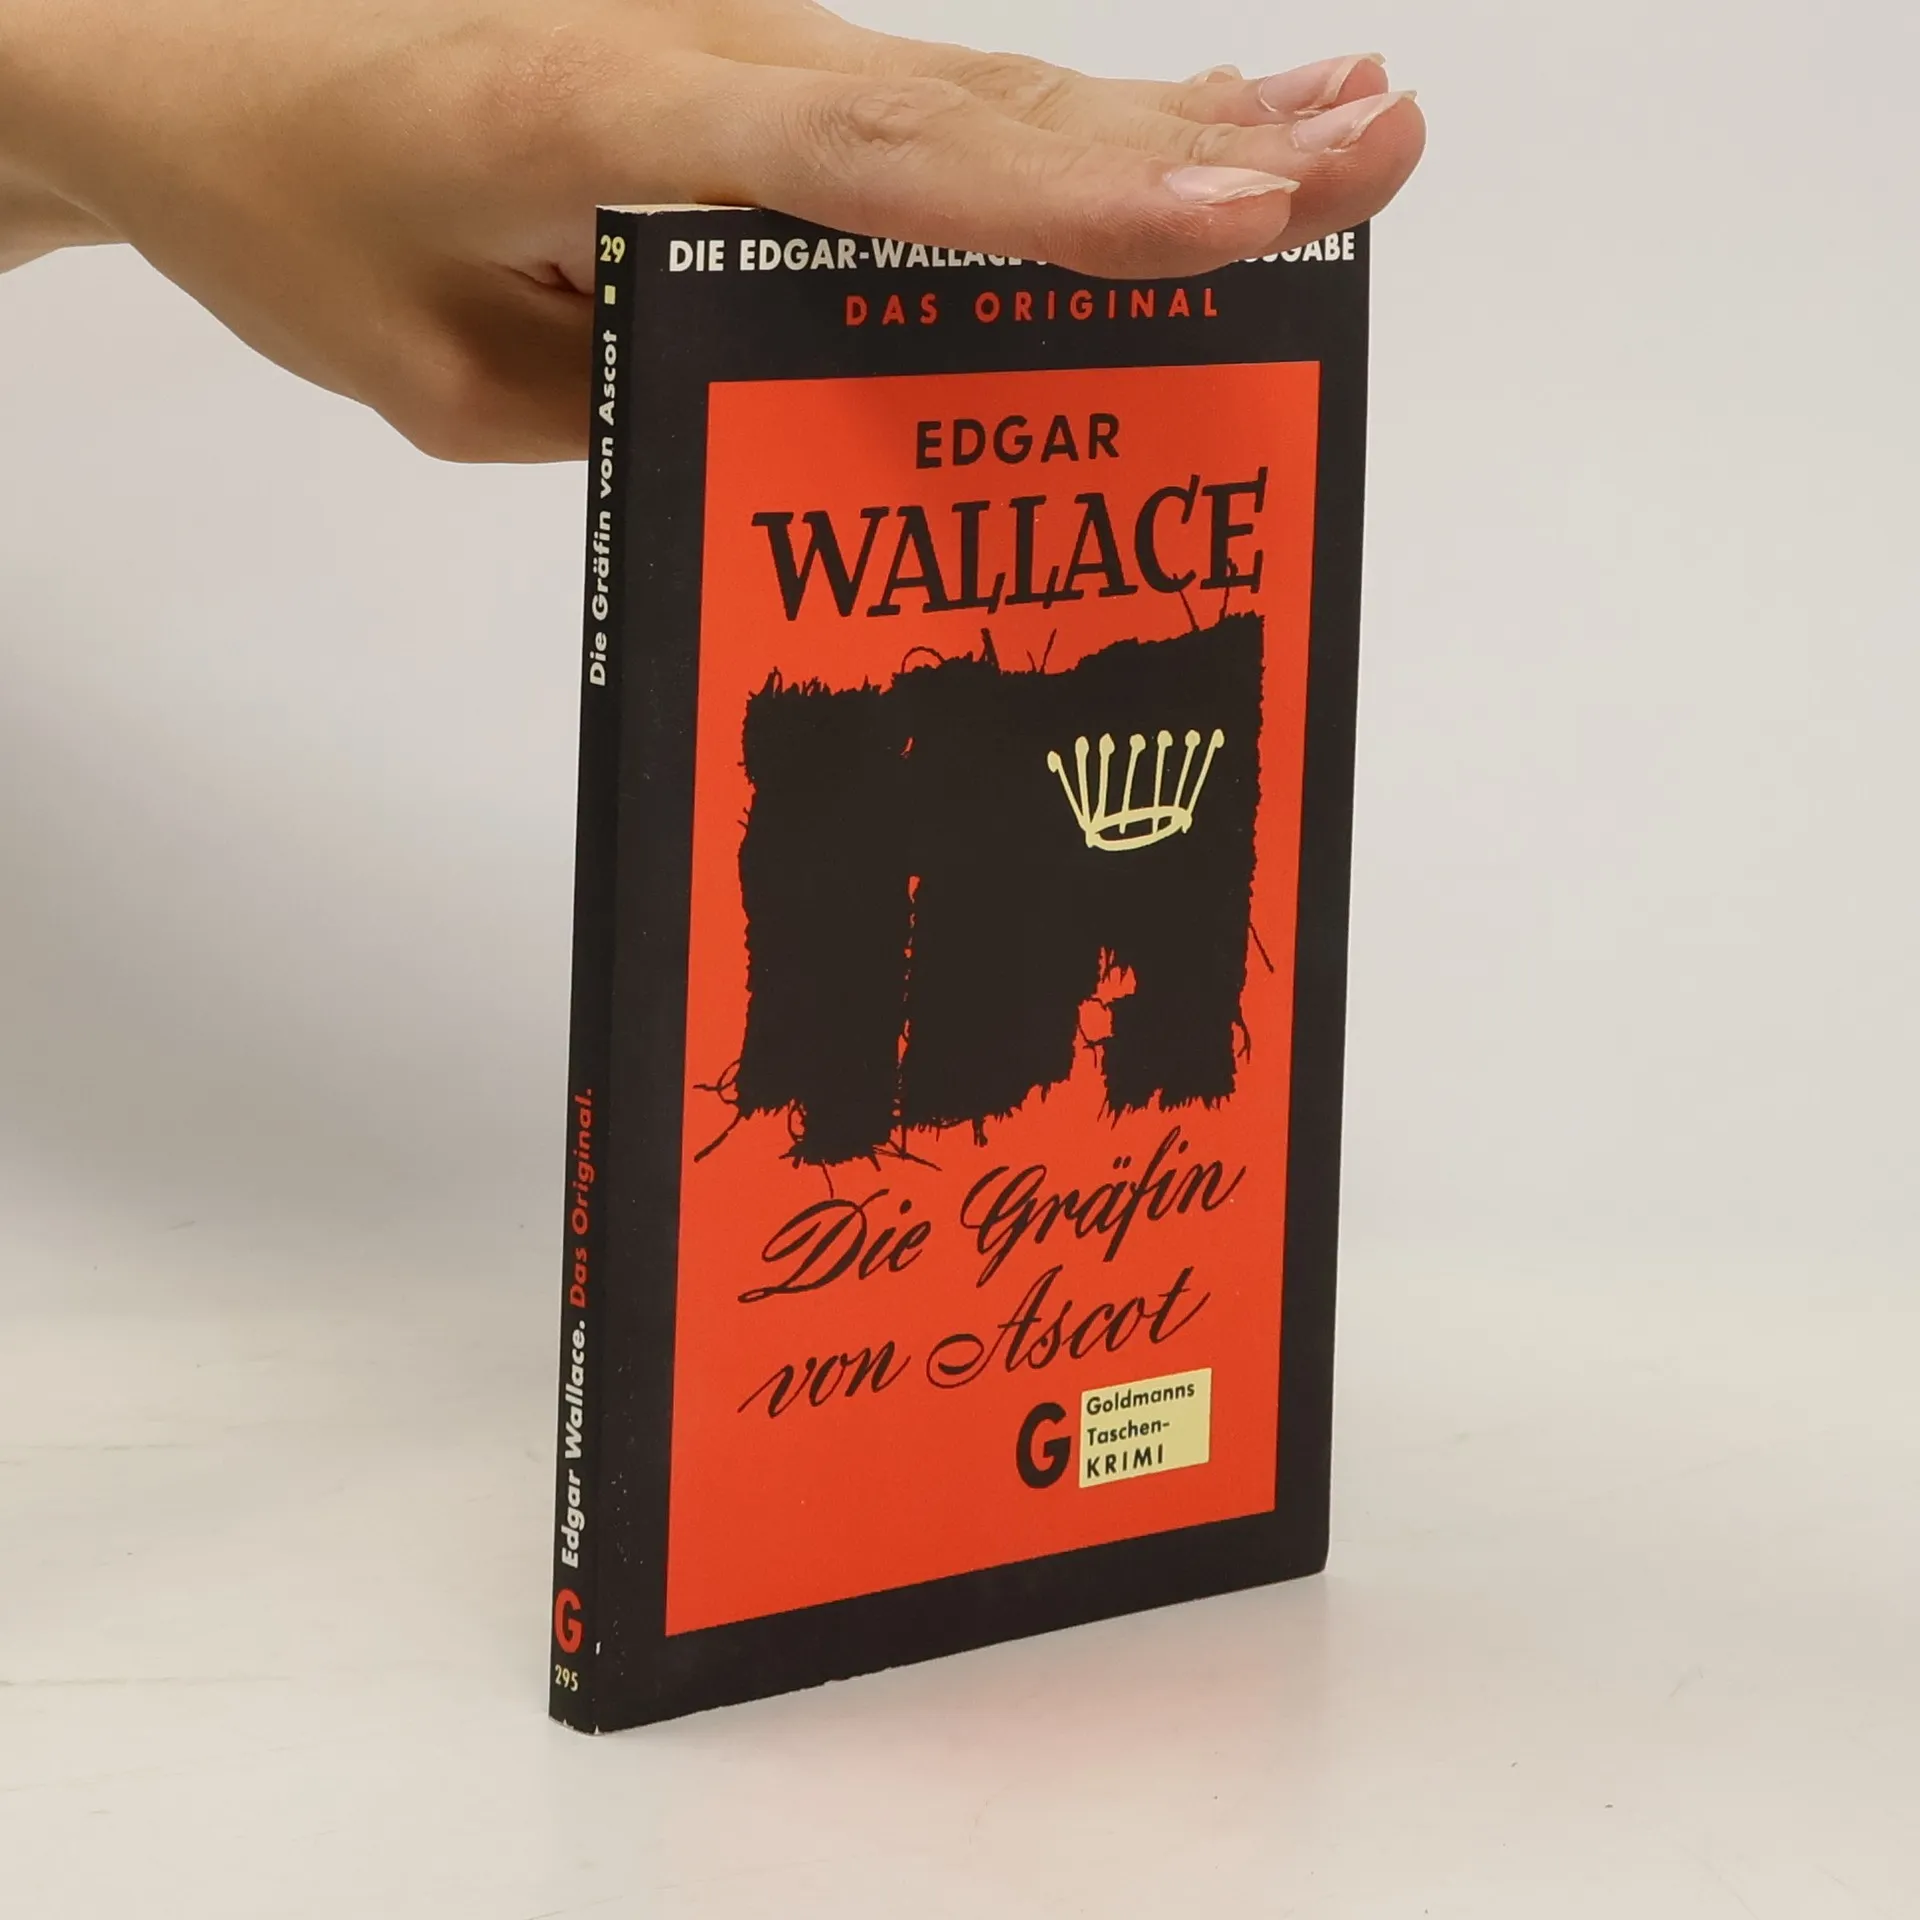 DIE EDGAR-WALLACE
DAS ORIGINAL
EDGAR
WALLACE
Die Gräfin
von Ascot
G
Goldmanns
Taschen-
KRIMI
29 Die Gräfin von Ascot
Edgar Wallace. Das Original.
G
295